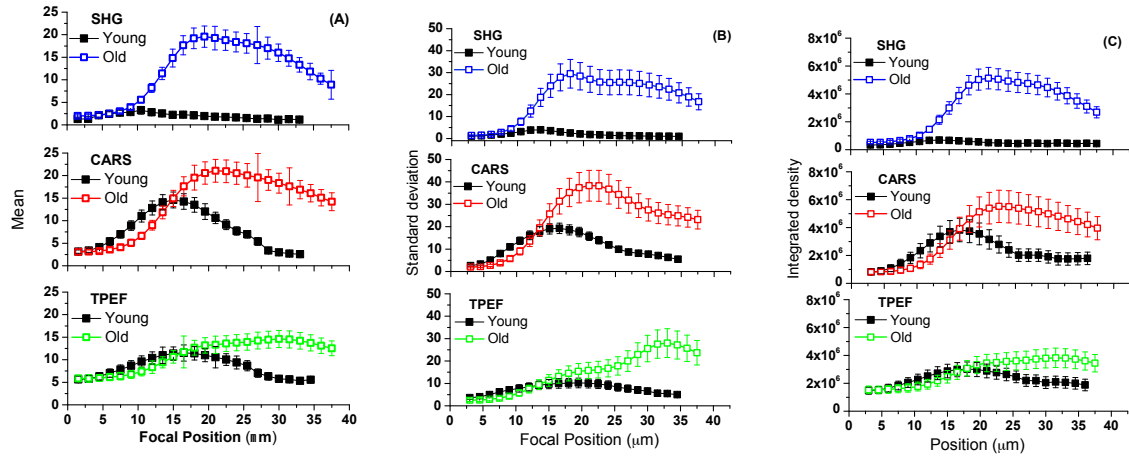 (A)
SHG
Young
Old
25
20
15
10
5
0
CARS
Young
Old
25
20
15
10
5
0
TPEF
Young
Old
25
20
15
10
5
0
0 5 10 15 20 25 30 35 40
Mean
Focal Position (mm)
(B)
SHG
Young
Old
50
40
30
20
10
0
CARS
Young
Old
50
40
30
20
10
0
TPEF
Young
Old
50
40
30
20
10
0
0 5 10 15 20 25 30 35 40
Standard deviation
Focal Position (μm)
(C)
SHG
Young
Old
8x10⁶
6x10⁶
4x10⁶
2x10⁶
0
CARS
Young
Old
8x10⁶
6x10⁶
4x10⁶
2x10⁶
0
TPEF
Young
Old
8x10⁶
6x10⁶
4x10⁶
2x10⁶
0
0 5 10 15 20 25 30 35 40
Integrated density
Position (μm)